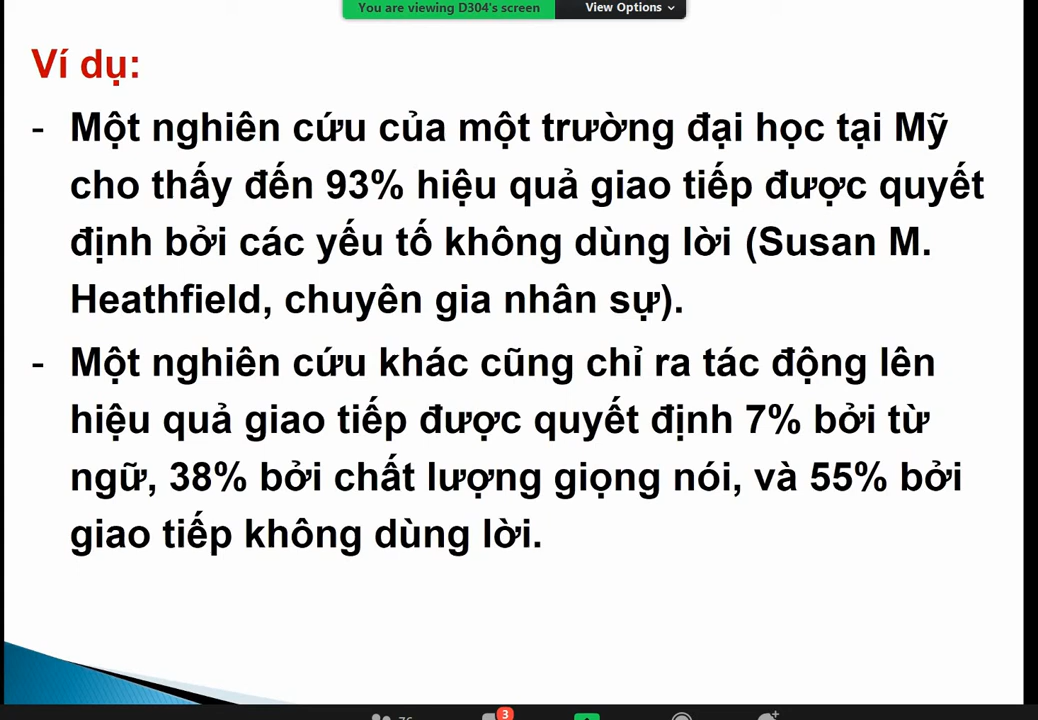 You are viewing D304's screen View Options
Ví dụ:
- Một nghiên cứu của một trường đại học tại Mỹ
cho thấy đến 93% hiệu quả giao tiếp được quyết
định bởi các yếu tố không dùng lời (Susan M.
Heathfield, chuyên gia nhân sự).
- Một nghiên cứu khác cũng chỉ ra tác động lên
hiệu quả giao tiếp được quyết định 7% bởi từ
ngữ, 38% bởi chất lượng giọng nói, và 55% bởi
giao tiếp không dùng lời.
3